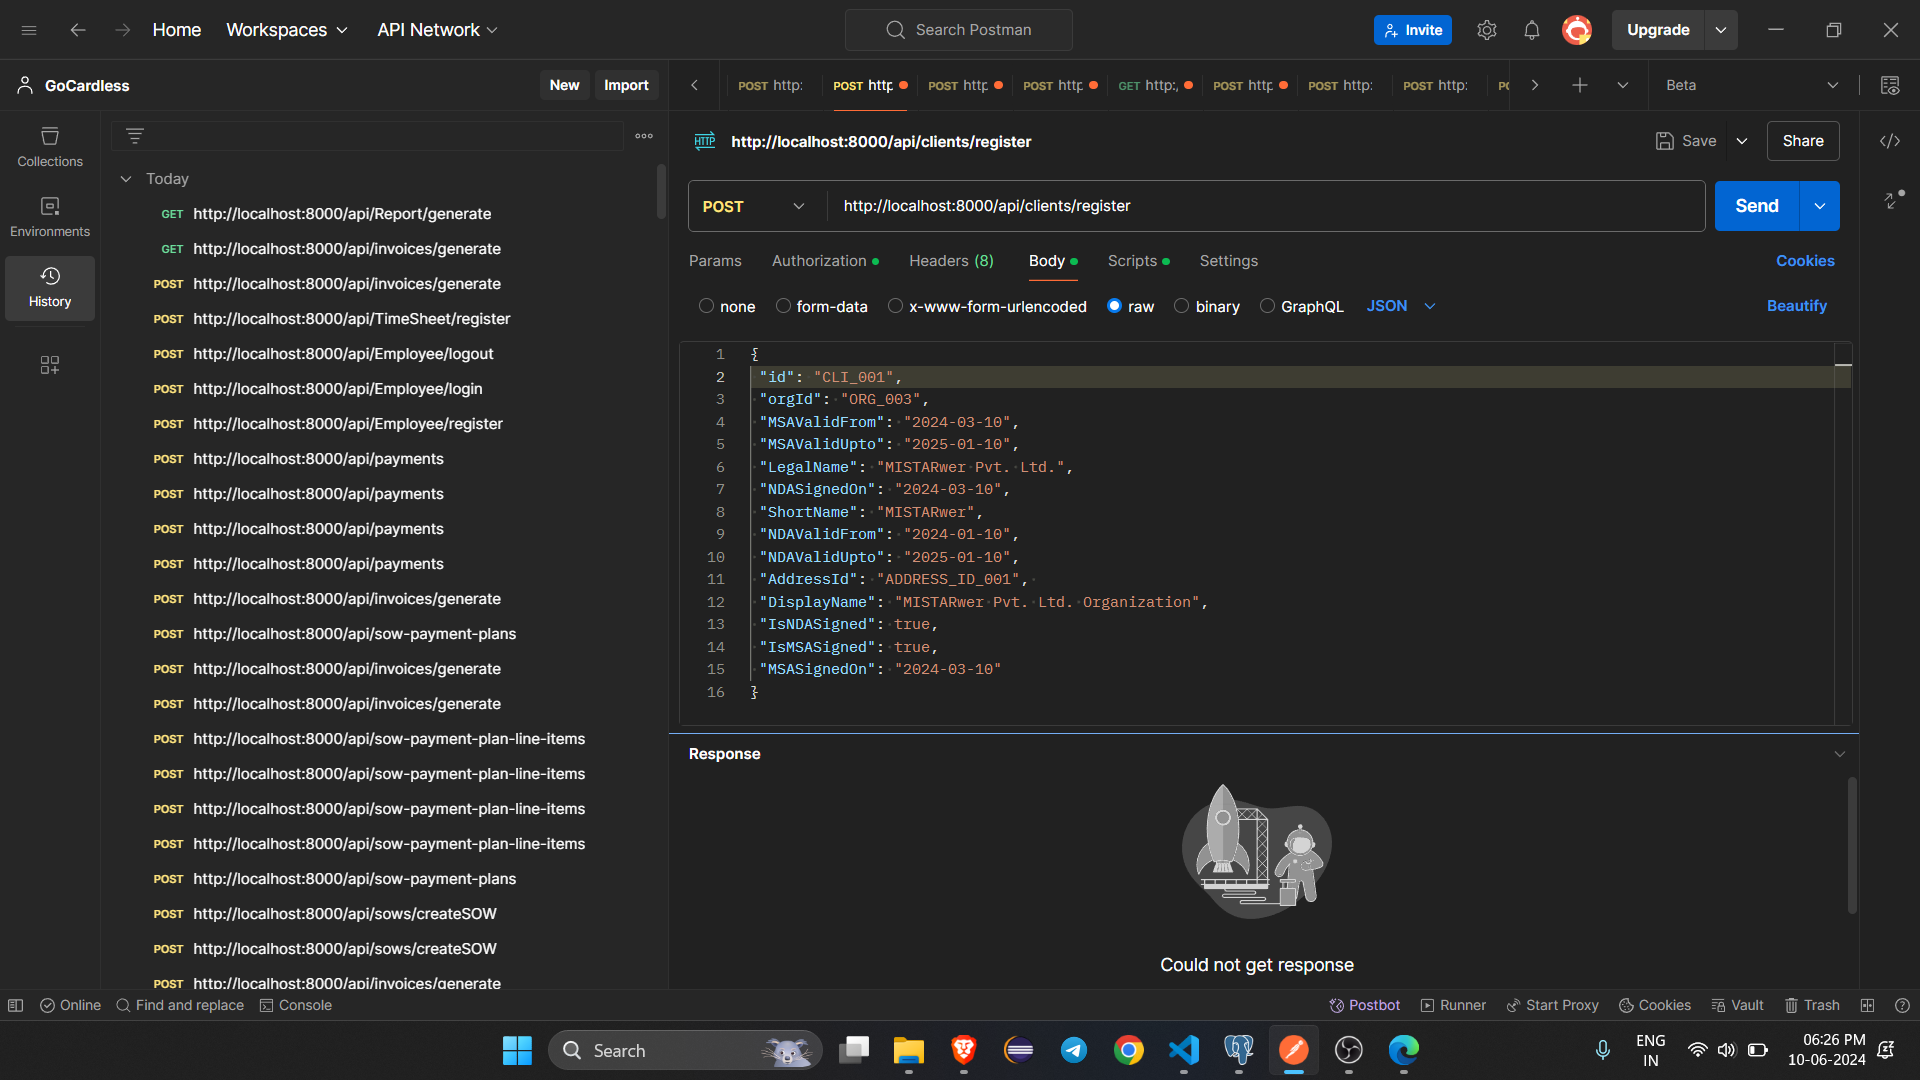 Home Workspaces API Network Search Postman Invite Upgrade
GoCardless New Import POST http: POST http POST http POST http GET http:, POST http POST http: POST http: Beta
Collections
Environments
History
Today
GET http://localhost:8000/api/Report/generate
GET http://localhost:8000/api/invoices/generate
POST http://localhost:8000/api/invoices/generate
POST http://localhost:8000/api/TimeSheet/register
POST http://localhost:8000/api/Employee/logout
POST http://localhost:8000/api/Employee/login
POST http://localhost:8000/api/Employee/register
POST http://localhost:8000/api/payments
POST http://localhost:8000/api/payments
POST http://localhost:8000/api/payments
POST http://localhost:8000/api/payments
POST http://localhost:8000/api/invoices/generate
POST http://localhost:8000/api/sow-payment-plans
POST http://localhost:8000/api/invoices/generate
POST http://localhost:8000/api/invoices/generate
POST http://localhost:8000/api/sow-payment-plan-line-items
POST http://localhost:8000/api/sow-payment-plan-line-items
POST http://localhost:8000/api/sow-payment-plan-line-items
POST http://localhost:8000/api/sow-payment-plan-line-items
POST http://localhost:8000/api/sow-payment-plans
POST http://localhost:8000/api/sows/createSOW
POST http://localhost:8000/api/sows/createSOW
POST http://localhost:8000/api/invoices/generate
HTTP http://localhost:8000/api/clients/register Save Share
POST http://localhost:8000/api/clients/register Send
Params Authorization Headers (8) Body Scripts Settings Cookies
none form-data x-www-form-urlencoded raw binary GraphQL JSON Beautify
1 {
2 "id": "CLI_001",
3 "orgId": "ORG_003",
4 "MSAValidFrom": "2024-03-10",
5 "MSAValidUpto": "2025-01-10",
6 "LegalName": "MISTARwer Pvt. Ltd.",
7 "NDASignedOn": "2024-03-10",
8 "ShortName": "MISTARwer",
9 "NDAValidFrom": "2024-01-10",
10 "NDAValidUpto": "2025-01-10",
11 "AddressId": "ADDRESS_ID_001",
12 "DisplayName": "MISTARwer Pvt. Ltd. Organization",
13 "IsNDASigned": true,
14 "IsMSASigned": true,
15 "MSASignedOn": "2024-03-10"
16 }
Response
Could not get response
Online Find and replace Console Postbot Runner Start Proxy Cookies Vault Trash
Search ENG IN 06:26 PM 10-06-2024